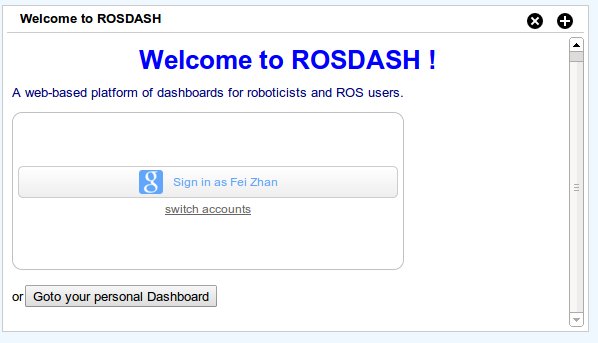 Welcome to ROSDASH
Welcome to ROSDASH !
A web-based platform of dashboards for roboticists and ROS users.
g Sign in as Fei Zhan
switch accounts
or Goto your personal Dashboard